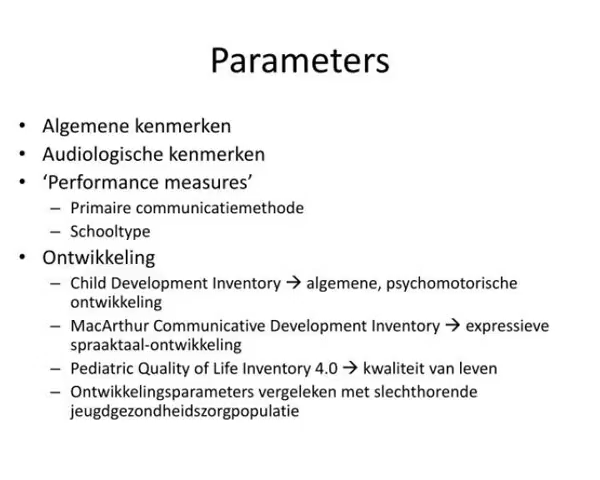 Parameters
• Algemene kenmerken
• Audiologische kenmerken
• ‘Performance measures’
– Primaire communicatiemethode
– Schooltype
• Ontwikkeling
– Child Development Inventory → algemene, psychomotorische
ontwikkeling
– MacArthur Communicative Development Inventory → expressieve
spraaktaal-ontwikkeling
– Pediatric Quality of Life Inventory 4.0 → kwaliteit van leven
– Ontwikkelingsparameters vergeleken met slechthorende
jeugdgezondheidszorgpopulatie